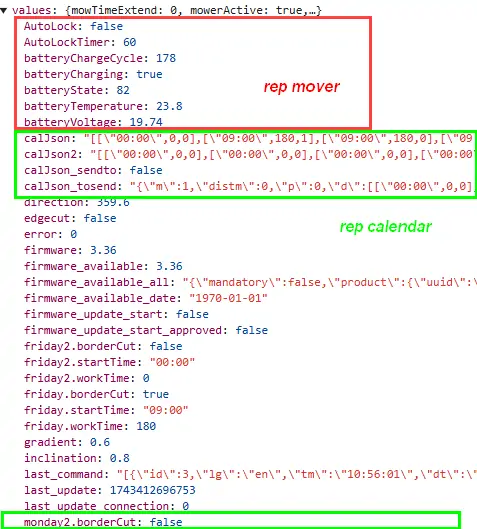 values: {mowTimeExtend: 0, mowerActive: true,…}
AutoLock: false
AutoLockTimer: 60
batteryChargeCycle: 178
batteryCharging: true
rep mover
batteryState: 82
batteryTemperature: 23.8
batteryVoltage: 19.74
calJson: "[[\"00:00\",0,0],[\"09:00\",180,1],[\"09:00\",180,0],[\"09
calJson2: "[[\"00:00\",0,0],[\"00:00\",0,0],[\"00:00\",0,0],[\"00:00
calJson_sendto: false
calJson_tosend: "{\"m\":1,\"distm\":0,\"p\":0,\"d\":[[\"00:00\",0,0],
direction: 359.6
edgecut: false
rep calendar
error: 0
firmware: 3.36
firmware_available: 3.36
firmware_available_all: "{\"mandatory\":false,\"product\":{\"uuid\":\
firmware_available_date: "1970-01-01"
firmware_update_start: false
firmware_update_start_approved: false
friday2.borderCut: false
friday2.startTime: "00:00"
friday2.workTime: 0
friday.borderCut: true
friday.startTime: "09:00"
friday.workTime: 180
gradient: 0.6
inclination: 0.8
last_command: "[{\"id\":3,\"lg\":\"en\",\"tm\":\"10:56:01\",\"dt\":\
last_update: 1743412696753
last_update_connection: 0
monday2.borderCut: false